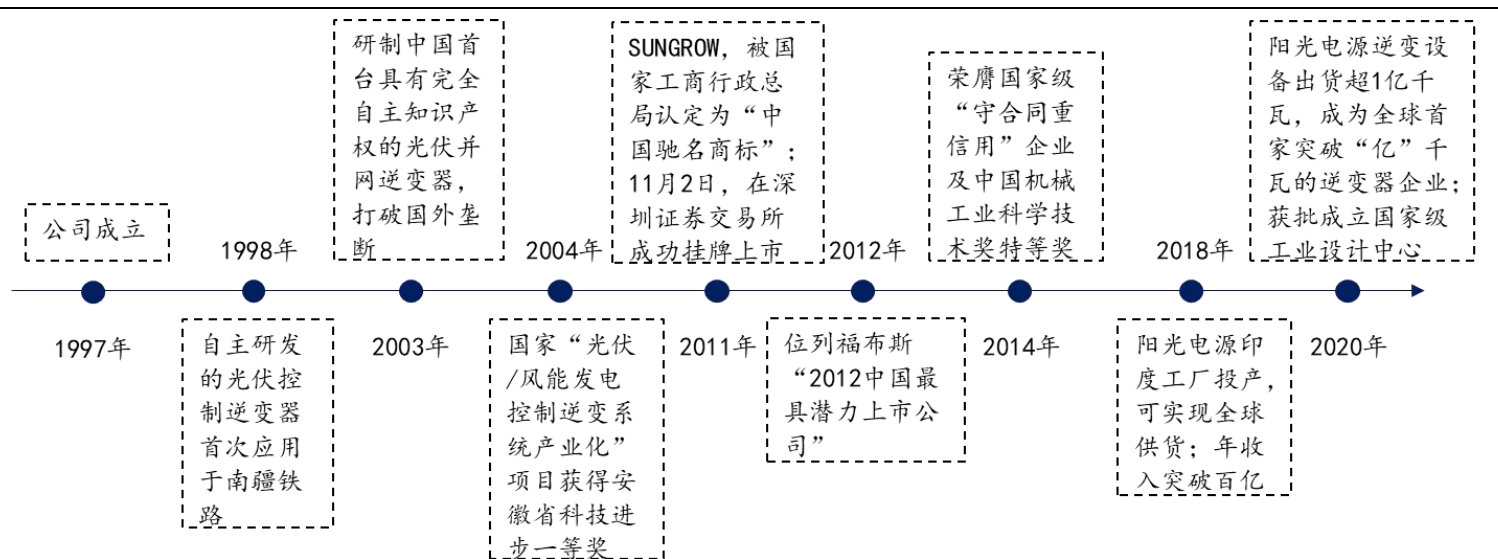 公司成立
1997年
1998年
自主研发
的光伏控
制逆变器
首次应用
于南疆铁
路
研制中国首
台具有完全
自主知识产
权的光伏并
网逆变器，
打破国外垄
断
2003年
2004年
国家“光伏
/风能发电
控制逆变系
统产业化”
项目获得安
徽省科技进
步一等奖
SUNGROW，被国
家工商行政总
局认定为“中
国驰名商标”；
11月2日，在深
圳证券交易所
成功挂牌上市
2011年
2012年
位列福布斯
“2012中国最
具潜力上市公
司”
荣膺国家级
“守合同重
信用”企业
及中国机械
工业科学技
术奖特等奖
2014年
2018年
阳光电源印
度工厂投产，
可实现全球
供货；年收
入突破百亿
阳光电源逆变设
备出货超1亿千
瓦，成为全球首
家突破“亿”千
瓦的逆变器企业；
获批成立国家级
工业设计中心
2020年